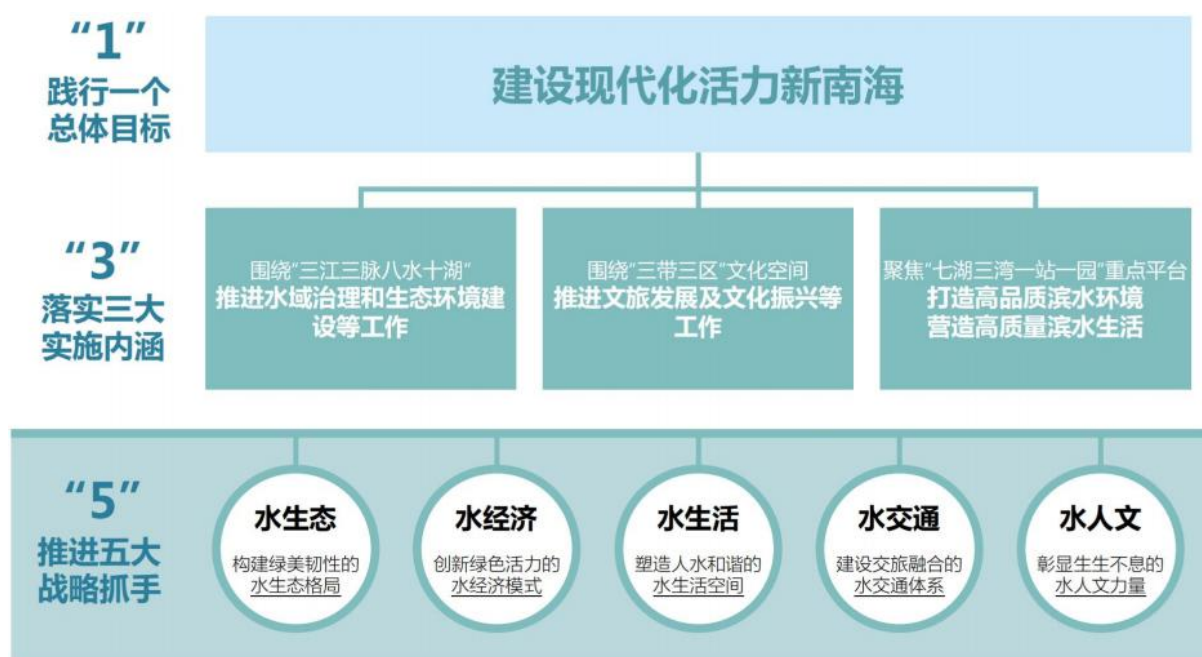 “1”
践行一个
总体目标
建设现代化活力新南海
“3”
落实三大
实施内涵
围绕“三江三脉八水十湖”
推进水域治理和生态环境建
设等工作
围绕“三带三区”文化空间
推进文旅发展及文化振兴等
工作
聚焦“七湖三湾一站一园”重点平台
打造高品质滨水环境
营造高质量滨水生活
“5”
推进五大
战略抓手
水生态
构建绿美韧性的
水生态格局
水经济
创新绿色活力的
水经济模式
水生活
塑造人水和谐的
水生活空间
水交通
建设交旅融合的
水交通体系
水人文
彰显生生不息的
水人文力量